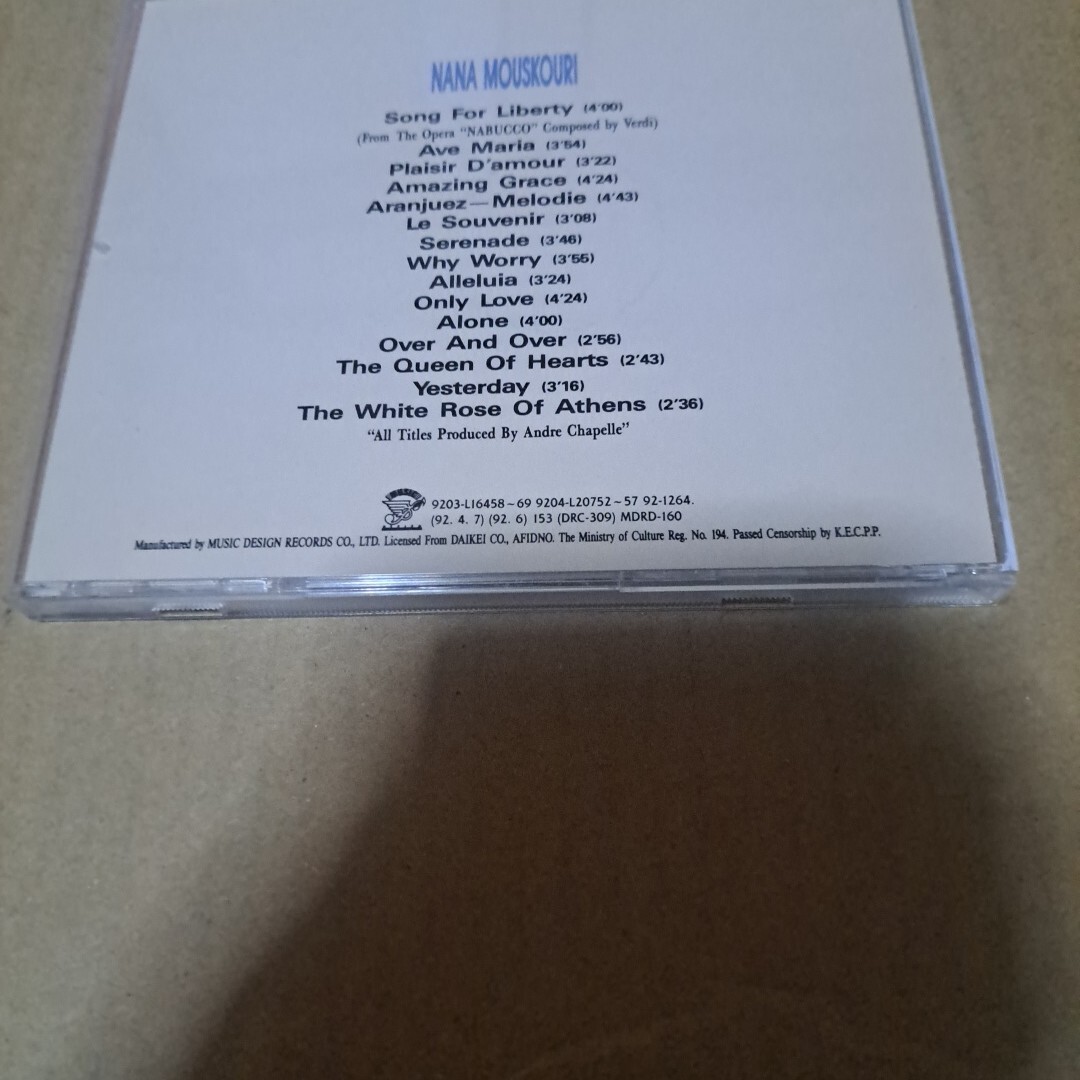 NANA MOUSKOURI
Song For Liberty (4'00)
(From The Opera "NABUCCO" Composed by Verdi)
Ave Maria (3'54)
Plaisir D'amour (3'22)
Amazing Grace (4'24)
Aranjuez—Melodie (4'43)
Le Souvenir (3'08)
Serenade (3'46)
Why Worry (3'55)
Alleluia (3'24)
Only Love (4'24)
Alone (4'00)
Over And Over (2'56)
The Queen Of Hearts (2'43)
Yesterday (3'16)
The White Rose Of Athens (2'36)
"All Titles Produced By Andre Chapelle"
9203-L16458~69 9204-L20752~57 92-1264.
(92. 4. 7) (92. 6) 153 (DRC-309) MDRD-160
Manufactured by MUSIC DESIGN RECORDS CO., LTD. Licensed From DAIKEI CO., AFIDNO. The Ministry of Culture Reg. No. 194. Passed Censorship by K.E.C.P.P.